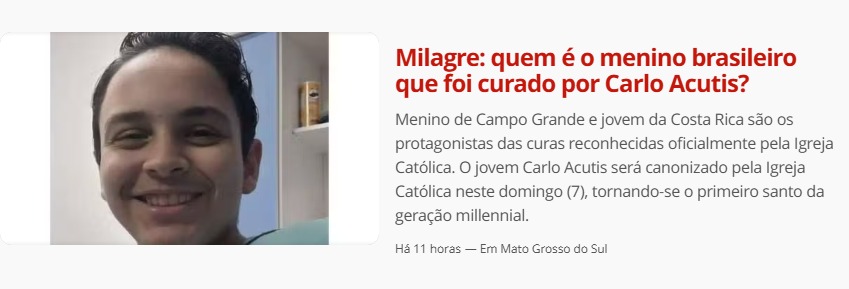 Milagre: quem é o menino brasileiro
que foi curado por Carlo Acutis?
Menino de Campo Grande e jovem da Costa Rica são os
protagonistas das curas reconhecidas oficialmente pela Igreja
Católica. O jovem Carlo Acutis será canonizado pela Igreja
Católica neste domingo (7), tornando-se o primeiro santo da
geração millennial.
Há 11 horas — Em Mato Grosso do Sul